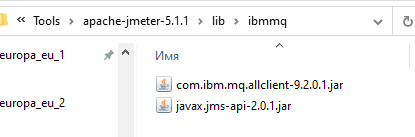 Tools > apache-jmeter-5.1.1 > lib > ibmmq
europa_eu_1
Имя
com.ibm.mq.allclient-9.2.0.1.jar
javax.jms-api-2.0.1.jar
europa_eu_2